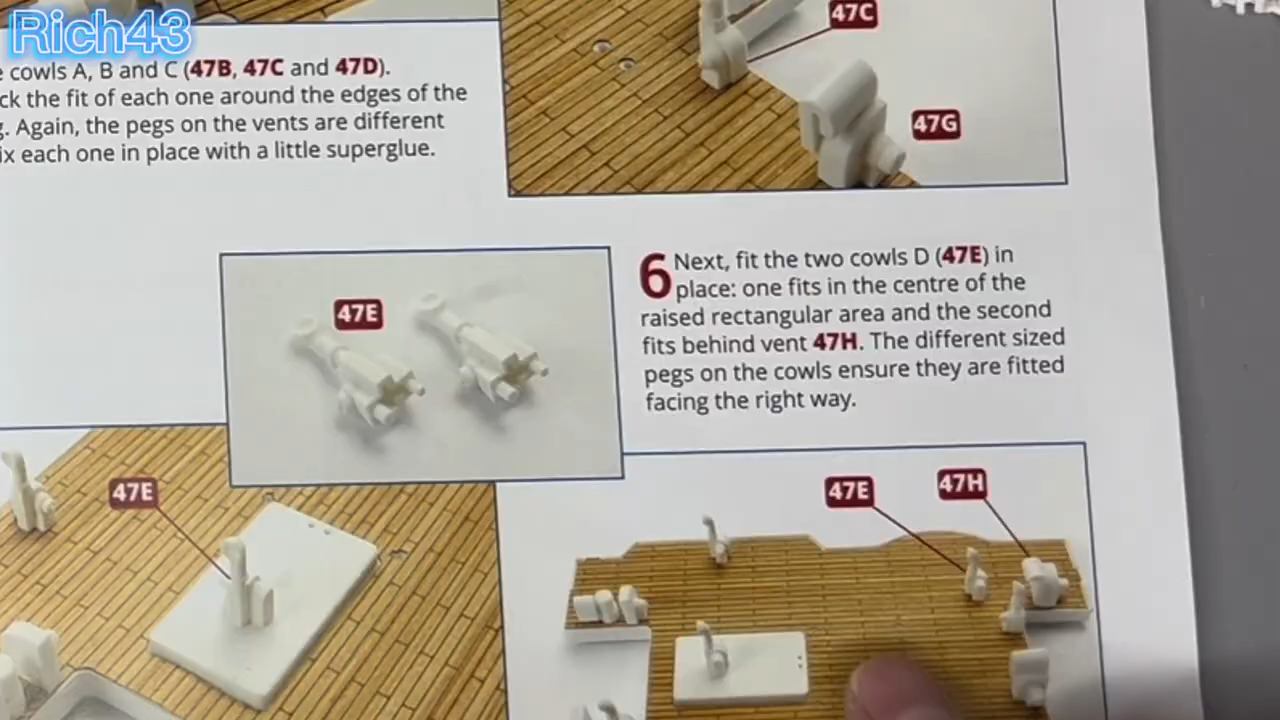 Rich43
cowls A, B and C (47B, 47C and 47D).
the fit of each one around the edges of the
Again, the pegs on the vents are different
each one in place with a little superglue.
47C
47G
47E
6 Next, fit the two cowls D (47E) in
place: one fits in the centre of the
raised rectangular area and the second
fits behind vent 47H. The different sized
pegs on the cowls ensure they are fitted
facing the right way.
47E
47E
47H